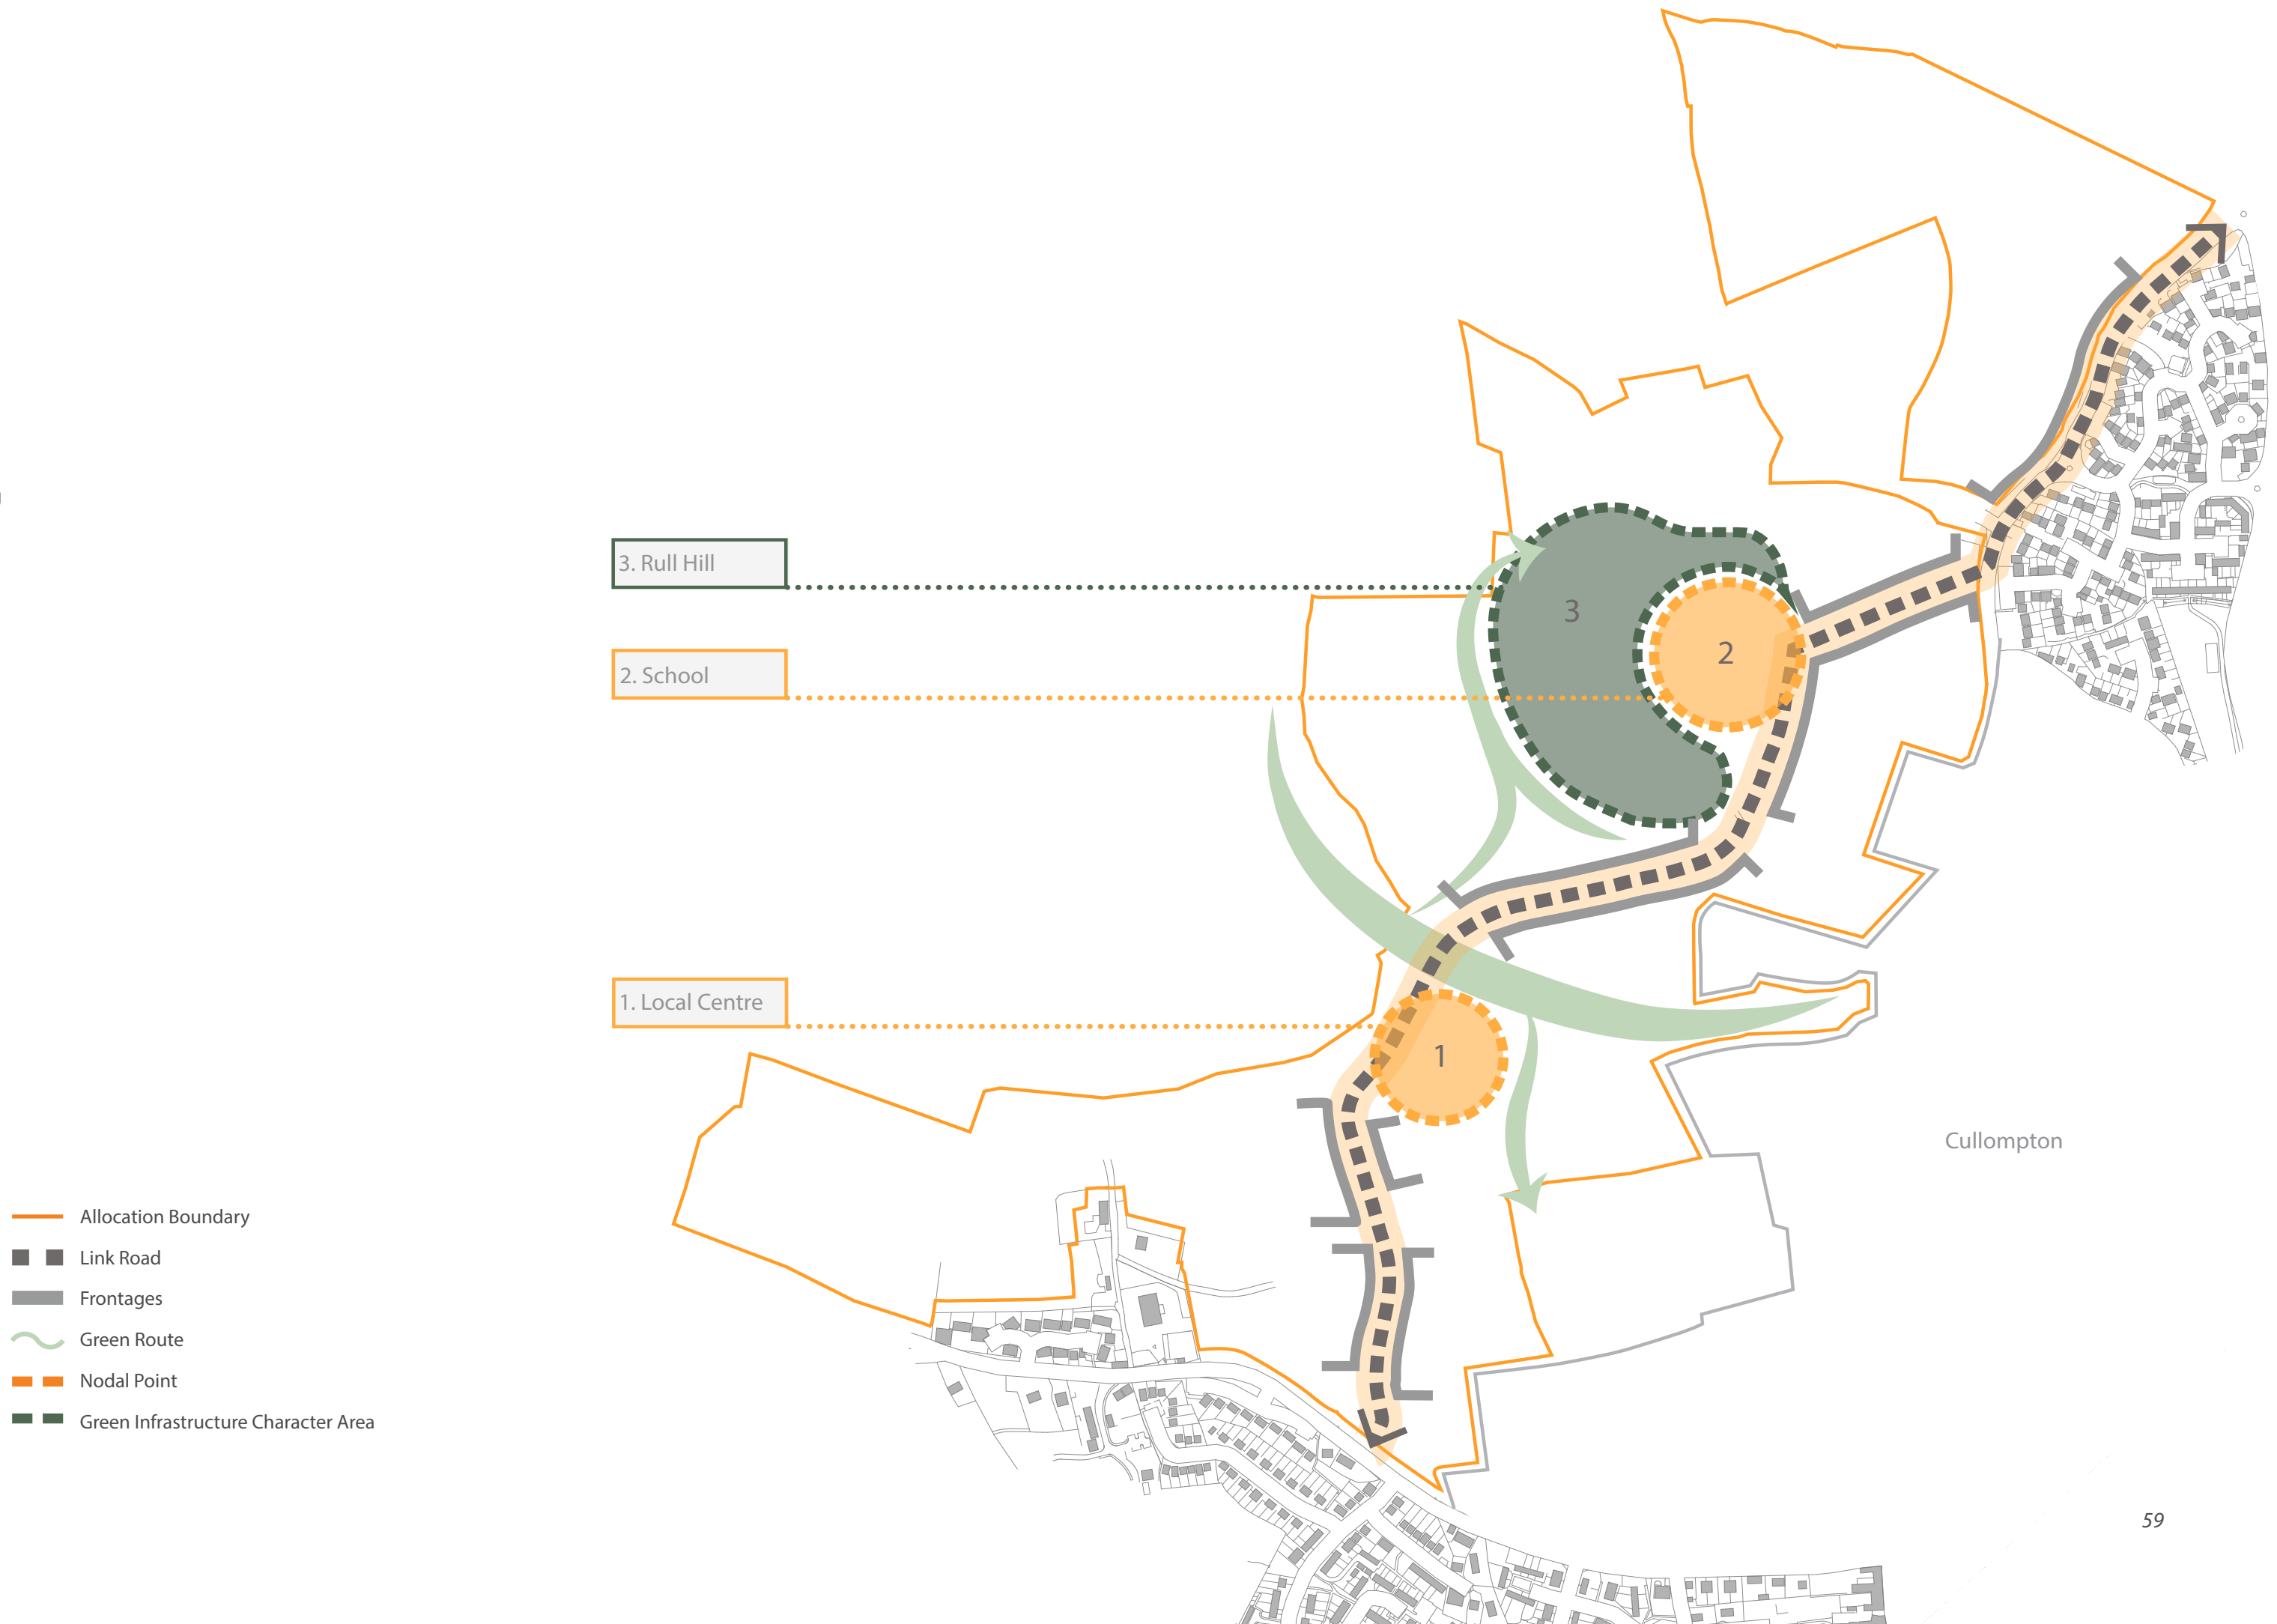 3. Rull Hill
3
2. School
2
1. Local Centre
1
Cullompton
Allocation Boundary
Link Road
Frontages
Green Route
Nodal Point
Green Infrastructure Character Area
59